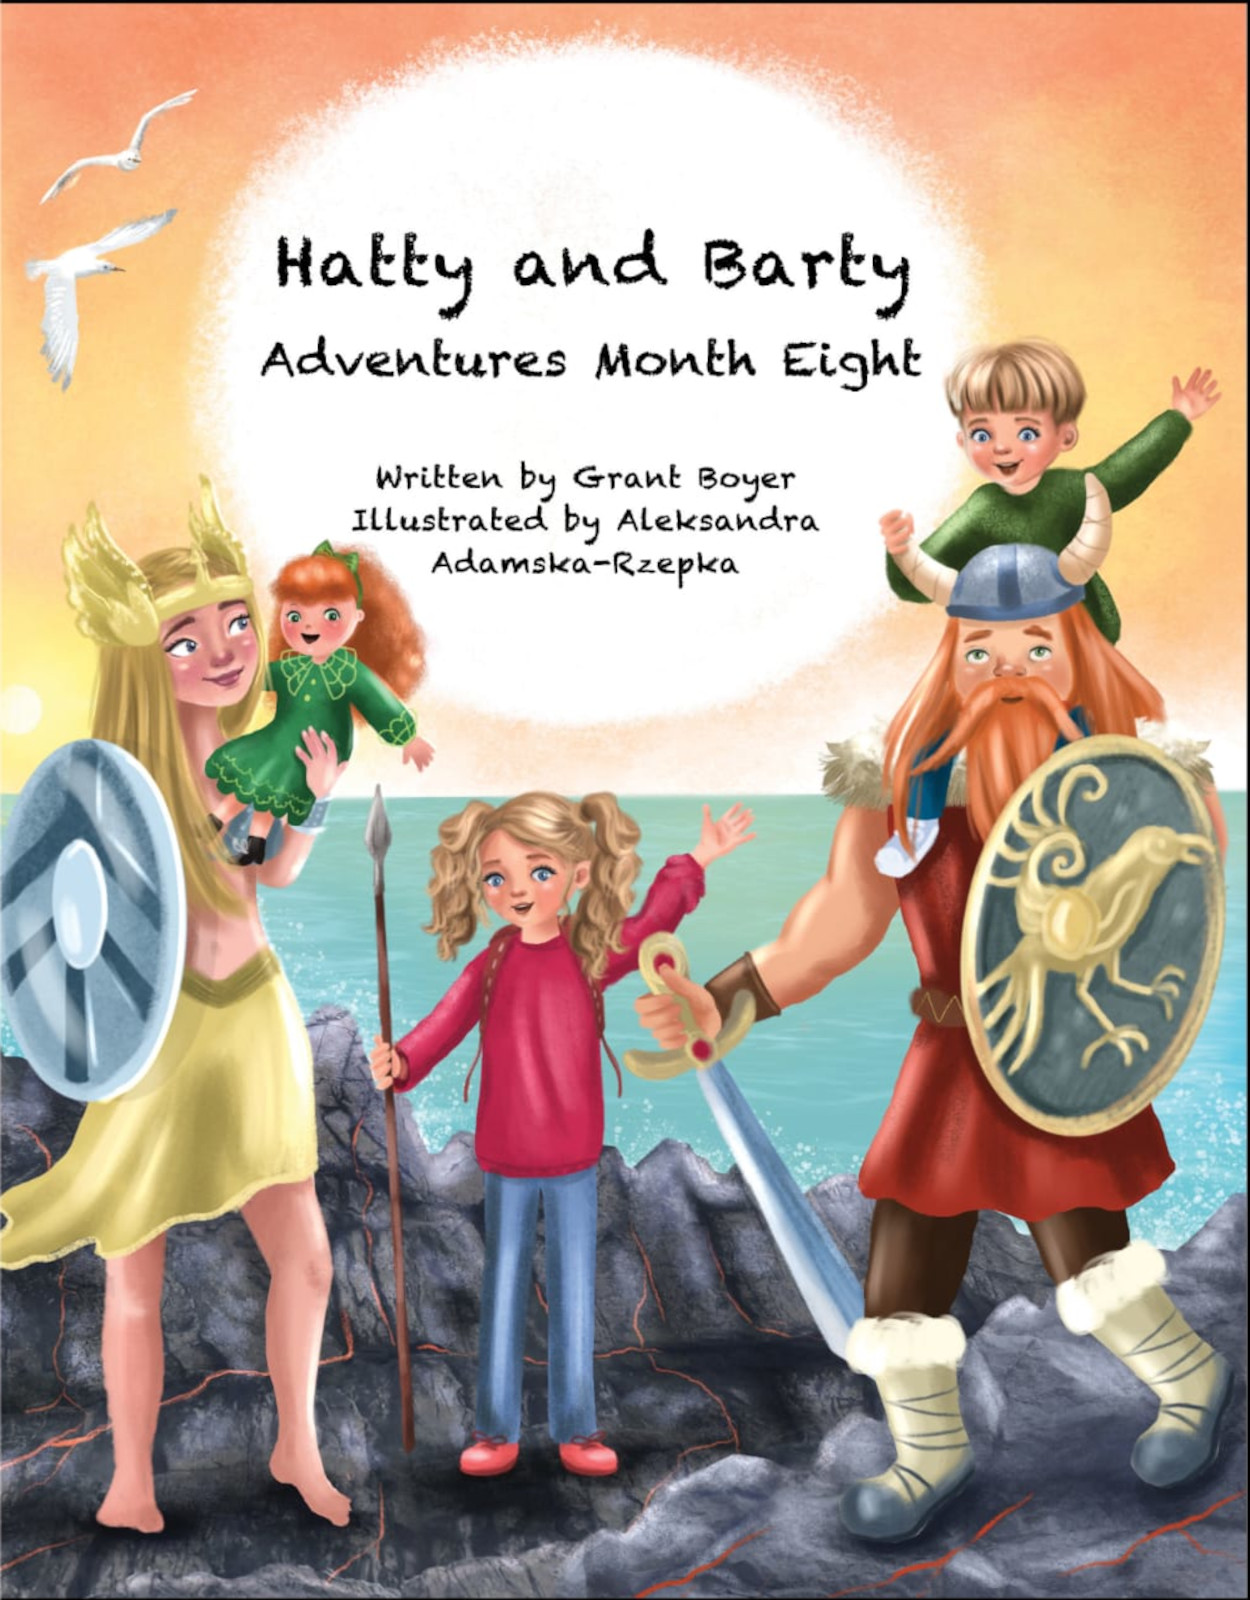 Hatty and Barty
Adventures Month Eight
Written by Grant Boyer
Illustrated by Aleksandra
Adamska-Rzepka